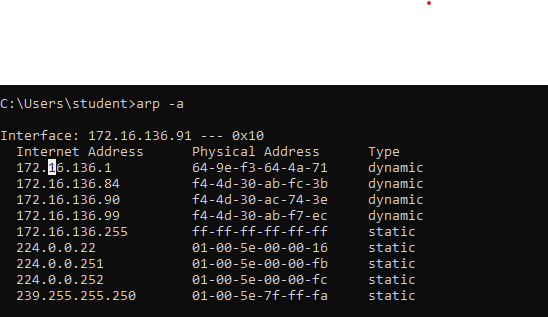 C:\Users\student>arp -a
Interface: 172.16.136.91 --- 0x10
Internet Address Physical Address Type
172.16.136.1 64-9e-f3-64-4a-71 dynamic
172.16.136.84 f4-4d-30-ab-fc-3b dynamic
172.16.136.90 f4-4d-30-ac-74-3e dynamic
172.16.136.99 f4-4d-30-ab-f7-ec dynamic
172.16.136.255 ff-ff-ff-ff-ff-ff static
224.0.0.22 01-00-5e-00-00-16 static
224.0.0.251 01-00-5e-00-00-fb static
224.0.0.252 01-00-5e-00-00-fc static
239.255.255.250 01-00-5e-7f-ff-fa static